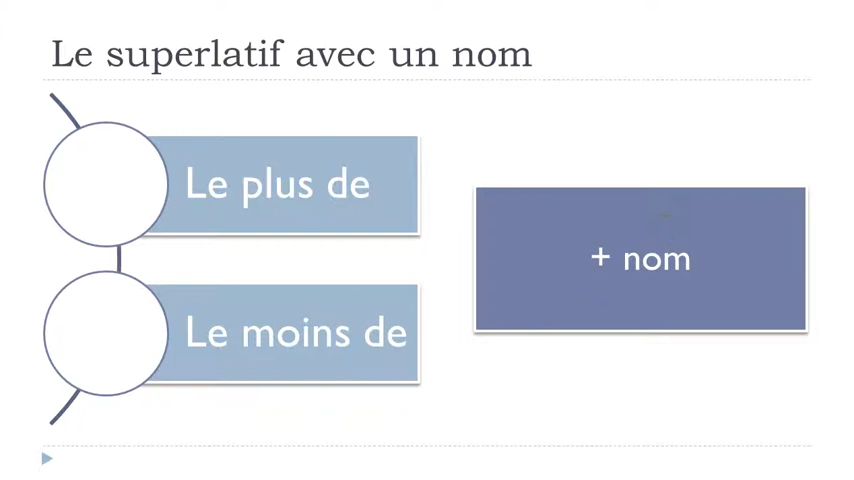 Le superlatif avec un nom
Le plus de
Le moins de
+ nom